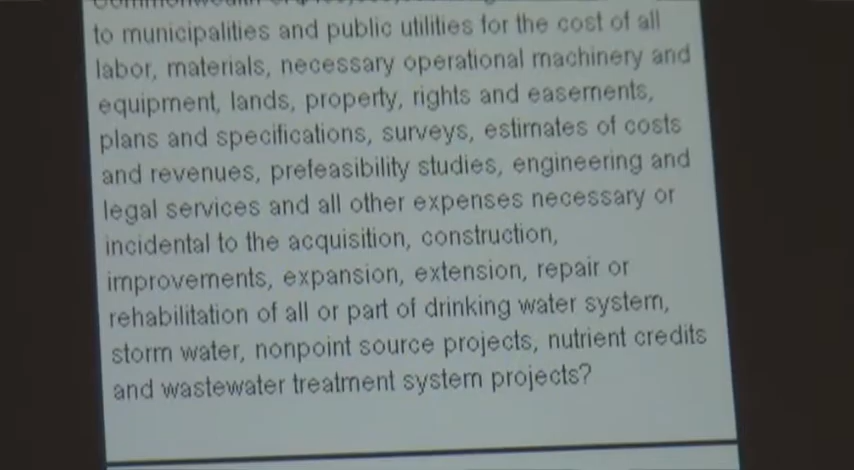 to municipalities and public utilities for the cost of all
labor, materials, necessary operational machinery and
equipment, lands, property, rights and easements,
plans and specifications, surveys, estimates of costs
and revenues, prefeasibility studies, engineering and
legal services and all other expenses necessary or
incidental to the acquisition, construction,
improvements, expansion, extension, repair or
rehabilitation of all or part of drinking water system,
storm water, nonpoint source projects, nutrient credits
and wastewater treatment system projects?